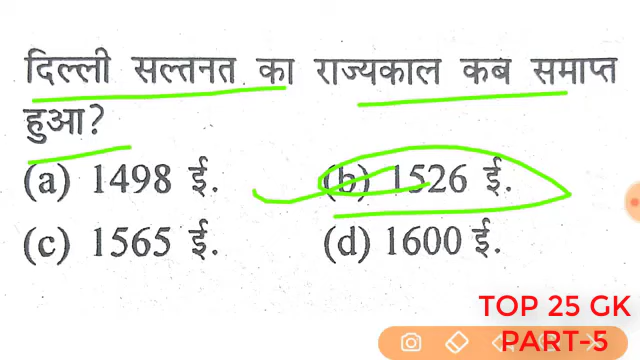 दिल्ली सल्तनत का राज्यकाल कब समाप्त
हुआ?
(a) 1498 ई. (b) 1526 ई.
(c) 1565 ई. (d) 1600 ई.
TOP 25 GK
PART-5